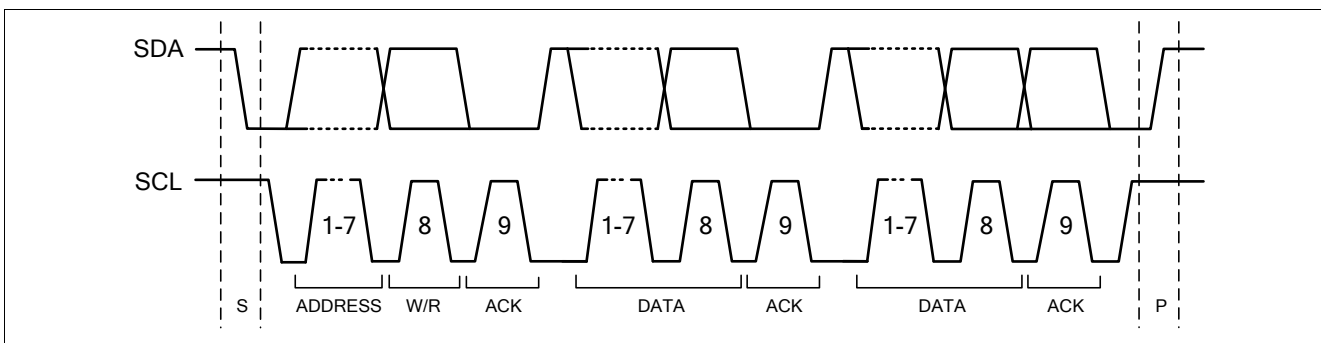 SDA
SCL
1-7 8 9 1-7 8 9 1-7 8 9
S ADDRESS W/R ACK DATA ACK DATA ACK P